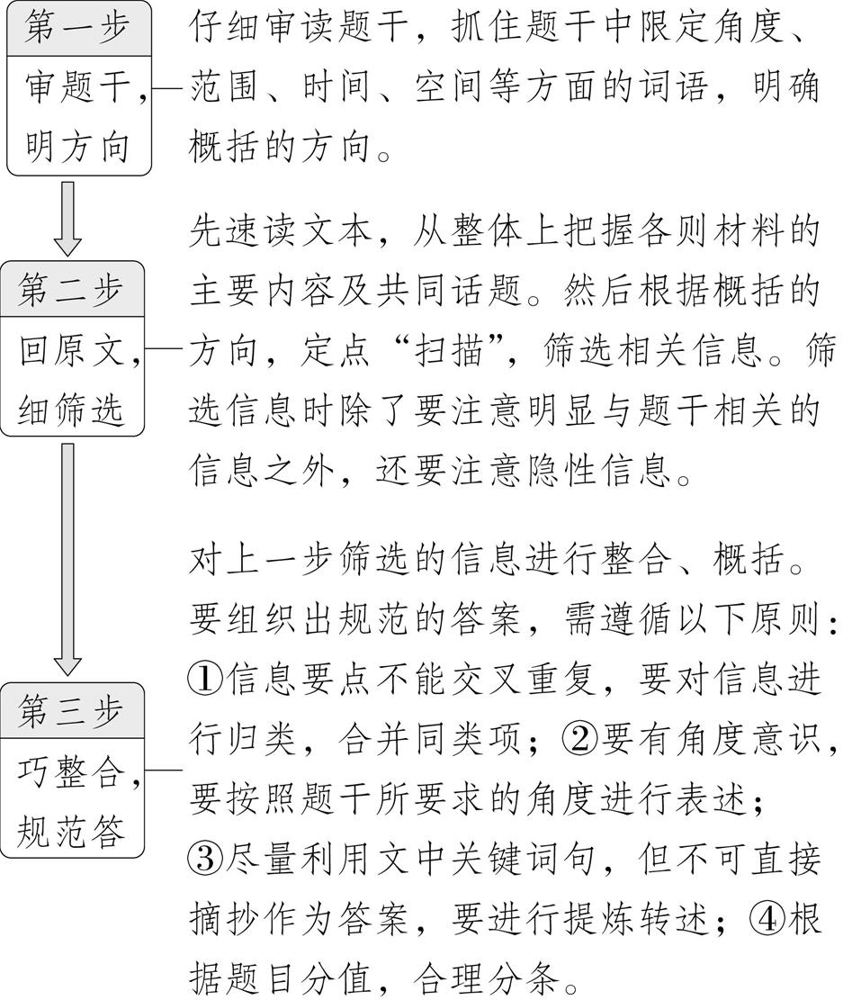 第一步
审题干，
明方向
仔细审读题干，抓住题干中限定角度、
范围、时间、空间等方面的词语，明确
概括的方向。
第二步
回原文，
细筛选
先速读文本，从整体上把握各则材料的
主要内容及共同话题。然后根据概括的
方向，定点“扫描”，筛选相关信息。筛
选信息时除了要注意明显与题干相关的
信息之外，还要注意隐性信息。
第三步
巧整合，
规范答
对上一步筛选的信息进行整合、概括。
要组织出规范的答案，需遵循以下原则：
①信息要点不能交叉重复，要对信息进
行归类，合并同类项；②要有角度意识，
要按照题干所要求的角度进行表述；
③尽量利用文中关键词句，但不可直接
摘抄作为答案，要进行提炼转述；④根
据题目分值，合理分条。